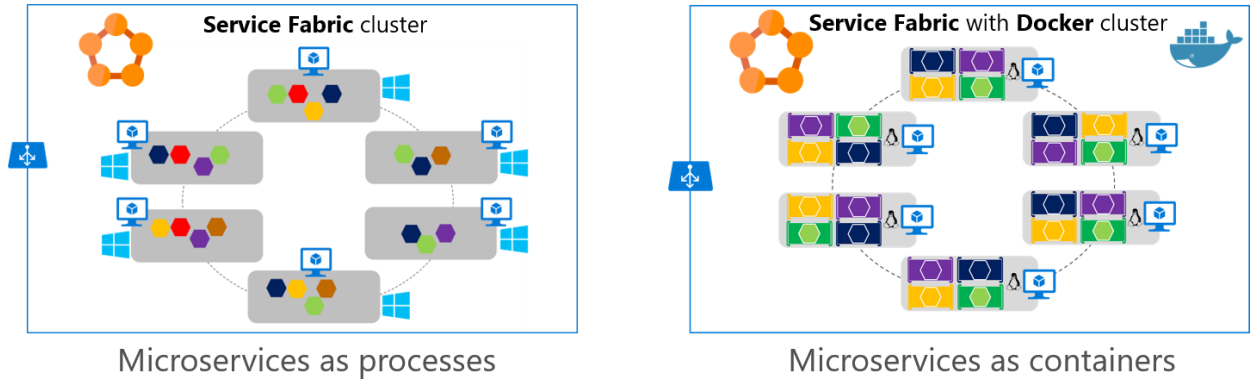 Service Fabric cluster
Service Fabric with Docker cluster
Microservices as processes
Microservices as containers